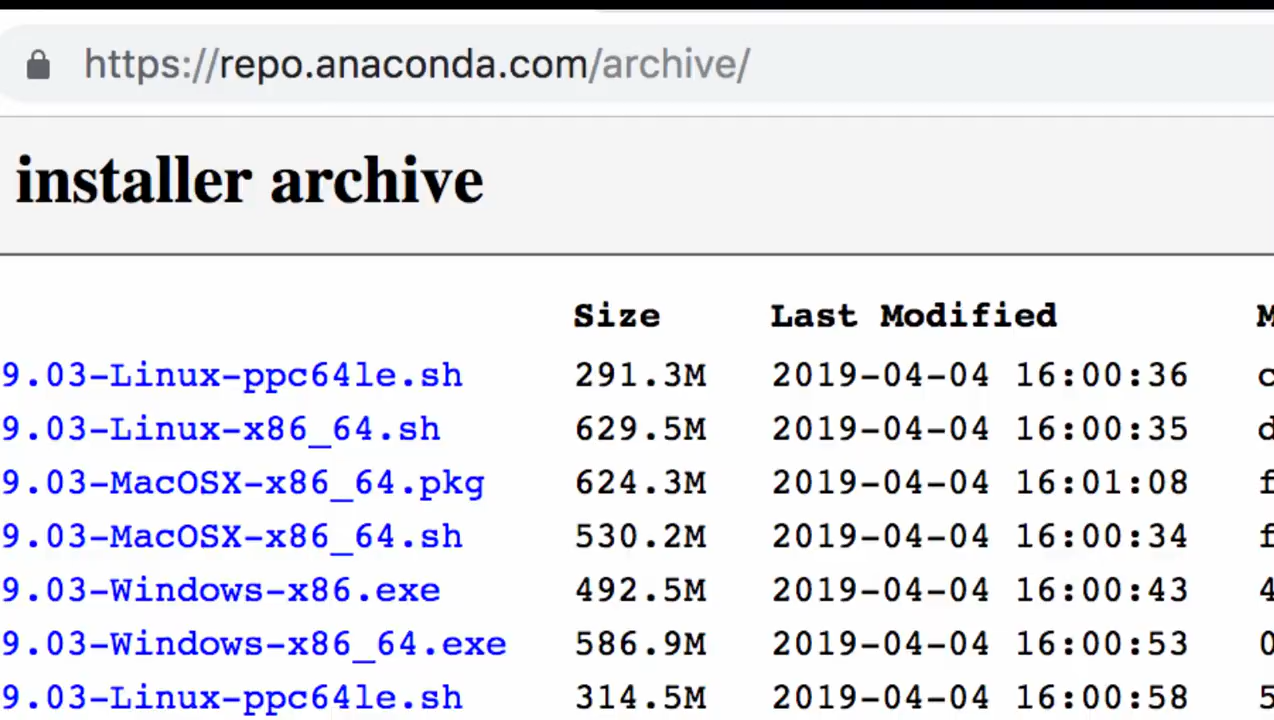 https://repo.anaconda.com/archive/
installer archive
Size Last Modified M
9.03-Linux-ppc64le.sh 291.3M 2019-04-04 16:00:36 c
9.03-Linux-x86_64.sh 629.5M 2019-04-04 16:00:35 d
9.03-MacOSX-x86_64.pkg 624.3M 2019-04-04 16:01:08 f
9.03-MacOSX-x86_64.sh 530.2M 2019-04-04 16:00:34 f
9.03-Windows-x86.exe 492.5M 2019-04-04 16:00:43 4
9.03-Windows-x86_64.exe 586.9M 2019-04-04 16:00:53 0
9.03-Linux-ppc64le.sh 314.5M 2019-04-04 16:00:58 5